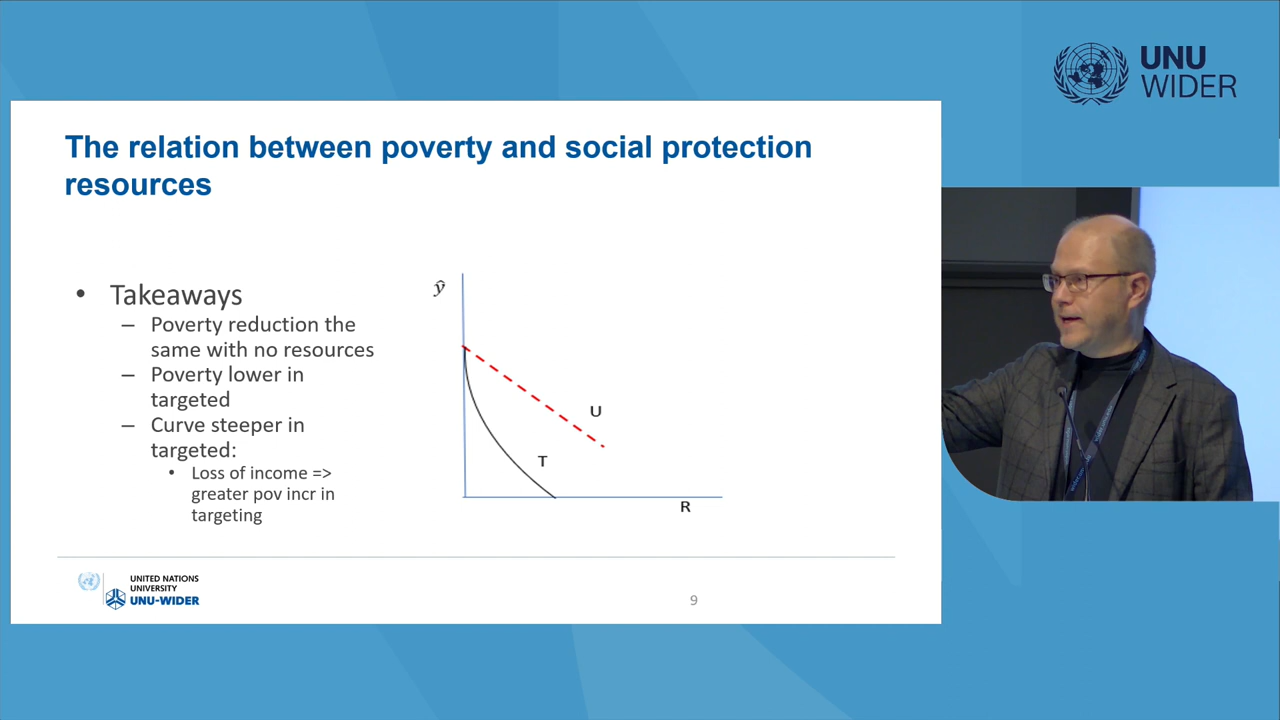 UNU
WIDER
The relation between poverty and social protection
resources
• Takeaways
– Poverty reduction the
same with no resources
– Poverty lower in
targeted
– Curve steeper in
targeted:
• Loss of income =>
greater pov incr in
targeting
ŷ
U
T
R
UNITED NATIONS
UNIVERSITY
UNU-WIDER
9